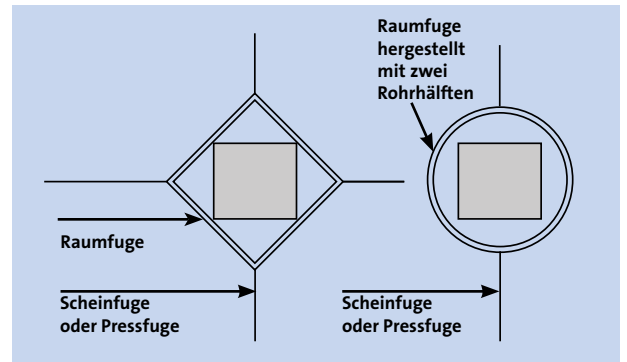 Raumfuge
hergestellt
mit zwei
Rohrhälften
Raumfuge
Scheinfuge
oder Pressfuge
Scheinfuge
oder Pressfuge